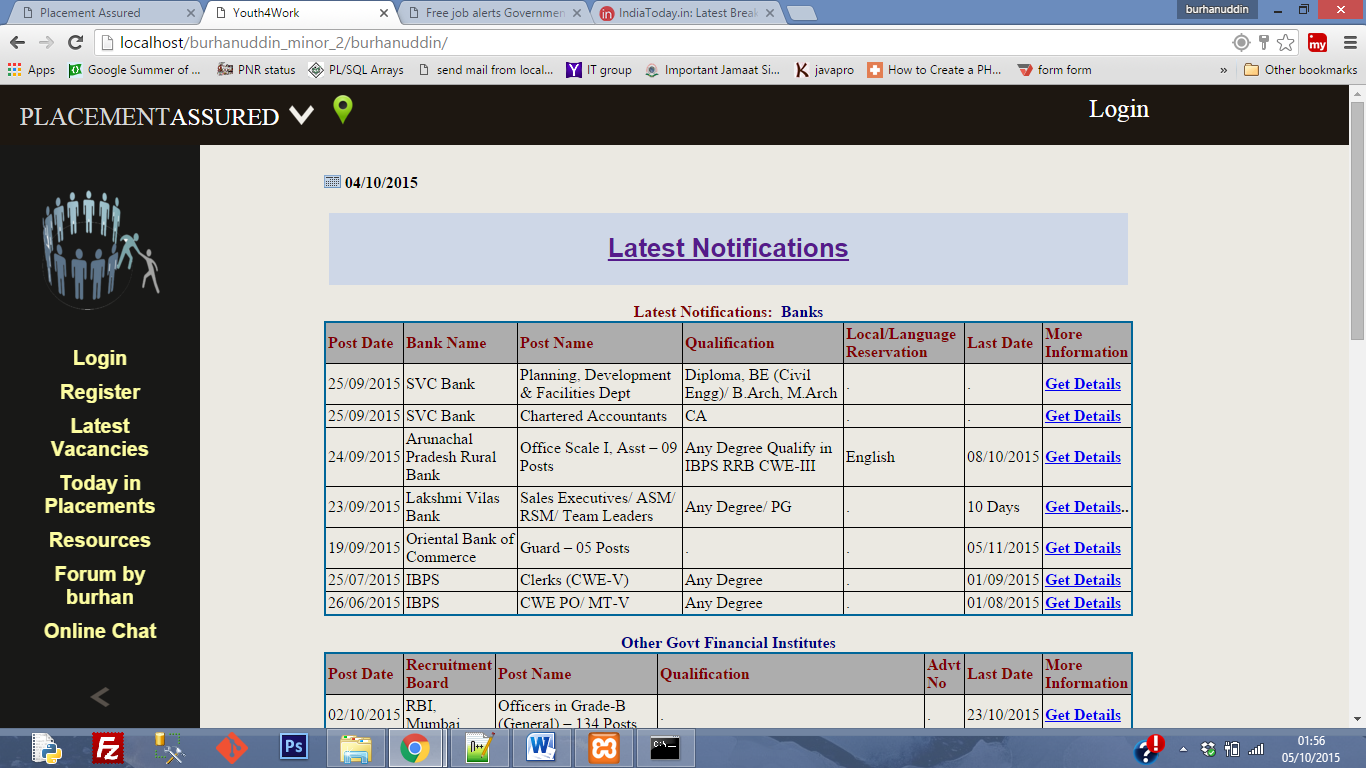 Placement Assured
Youth4Work
Free job alerts Governmen
IndiaToday.in: Latest Break
burhanuddin
localhost/burhanuddin_minor_2/burhanuddin/
my
Apps
Google Summer of ...
PNR status
PL/SQL Arrays
send mail from local...
IT group
Important Jamaat Si...
javapro
How to Create a PH...
form form
»
Other bookmarks
PLACEMENTASSURED
Login
Login
Register
Latest
Vacancies
Today in
Placements
Resources
Forum by
burhan
Online Chat
04/10/2015
Latest Notifications
Latest Notifications: Banks
Post Date Bank Name Post Name Qualification Local/Language Reservation Last Date More Information
25/09/2015 SVC Bank Planning, Development & Facilities Dept Diploma, BE (Civil Engg)/ B.Arch, M.Arch . . Get Details
25/09/2015 SVC Bank Chartered Accountants CA . . Get Details
24/09/2015 Arunachal Pradesh Rural Bank Office Scale I, Asst – 09 Posts Any Degree Qualify in IBPS RRB CWE-III English 08/10/2015 Get Details
23/09/2015 Lakshmi Vilas Bank Sales Executives/ ASM/ RSM/ Team Leaders Any Degree/ PG . 10 Days Get Details..
19/09/2015 Oriental Bank of Commerce Guard – 05 Posts . . 05/11/2015 Get Details
25/07/2015 IBPS Clerks (CWE-V) Any Degree . 01/09/2015 Get Details
26/06/2015 IBPS CWE PO/ MT-V Any Degree . 01/08/2015 Get Details
Other Govt Financial Institutes
Post Date Recruitment Board Post Name Qualification Advt No Last Date More Information
02/10/2015 RBI, Mumbai Officers in Grade-B (General) – 134 Posts . . 23/10/2015 Get Details
Ps
01:56
05/10/2015